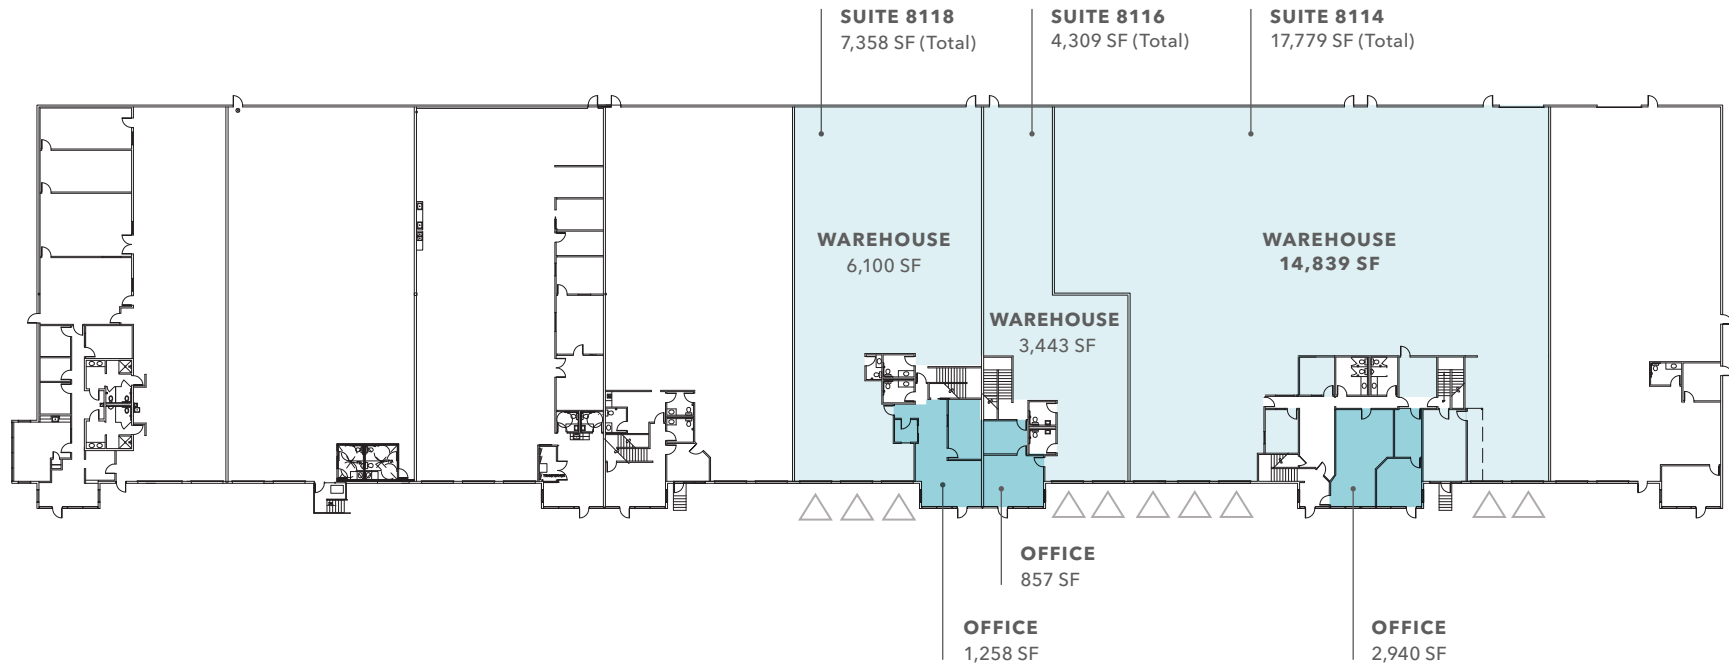 SUITE 8118
7,358 SF (Total)
SUITE 8116
4,309 SF (Total)
SUITE 8114
17,779 SF (Total)
WAREHOUSE
6,100 SF
WAREHOUSE
3,443 SF
WAREHOUSE
14,839 SF
OFFICE
857 SF
OFFICE
1,258 SF
OFFICE
2,940 SF